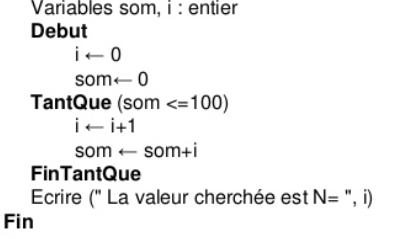 Variables som, i : entier
Debut
i ← 0
som← 0
TantQue (som <=100)
i ← i+1
som ← som+i
FinTantQue
Ecrire (" La valeur cherchée est N= ", i)
Fin